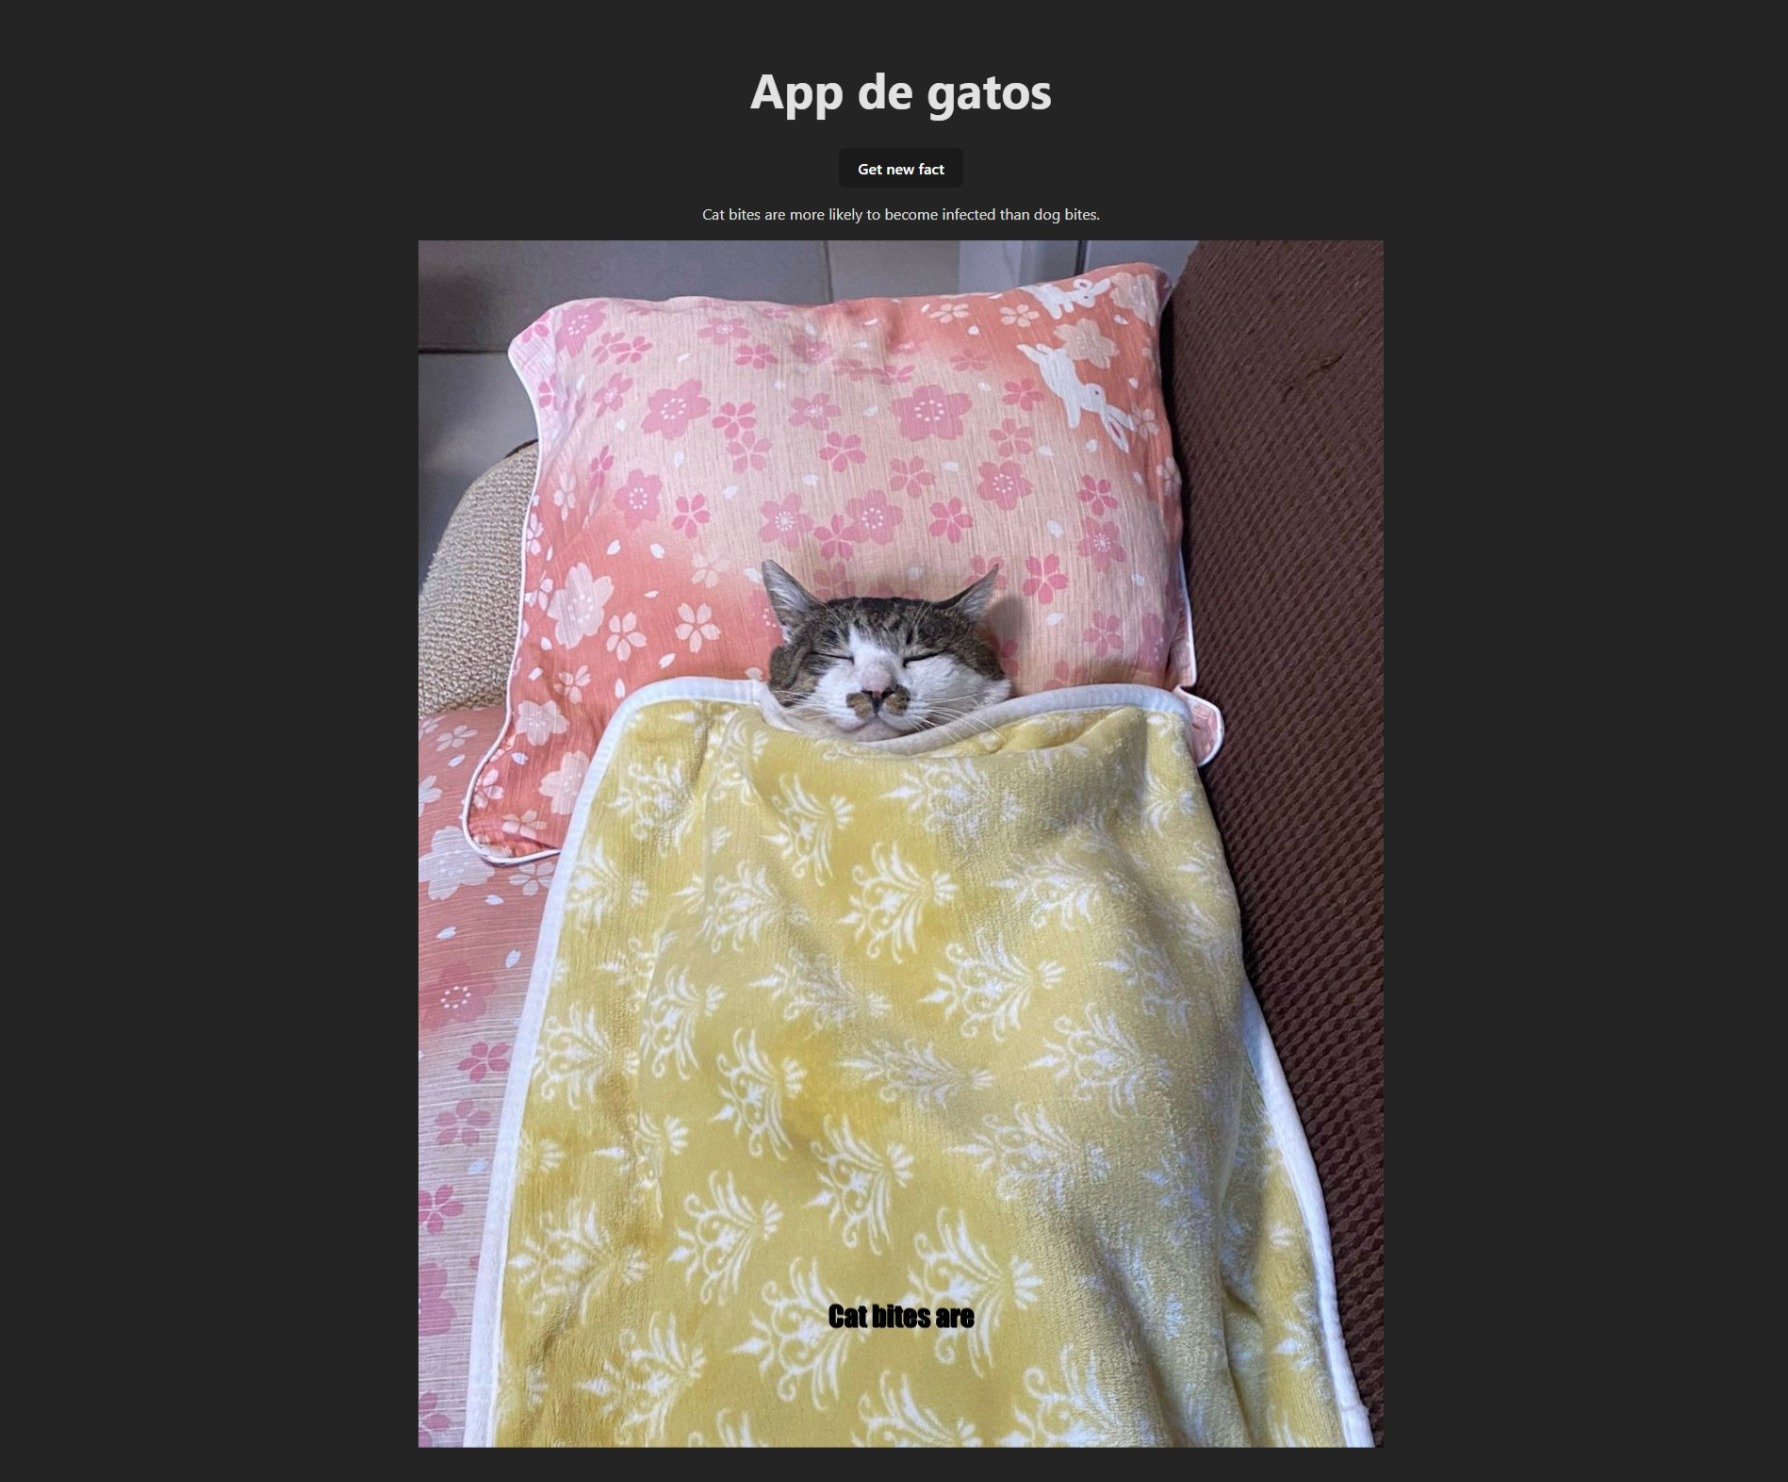 App de gatos
Get new fact
Cat bites are more likely to become infected than dog bites.
Cat bites are